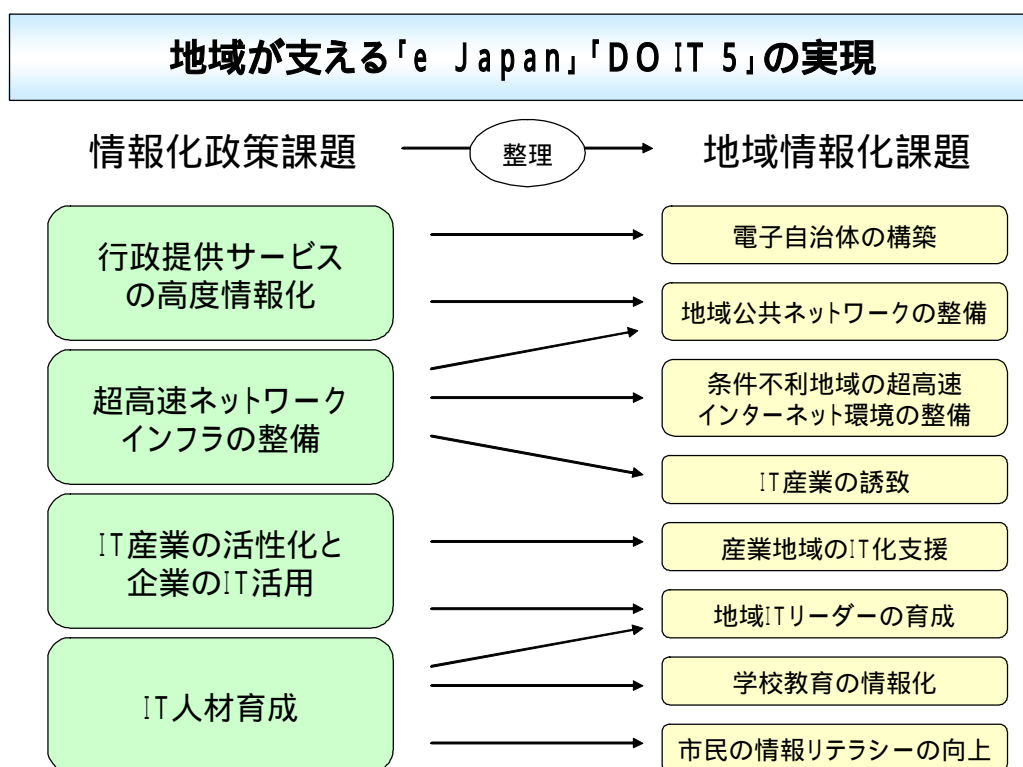 地域が支える「e Japan」「DO IT 5」の実現
情報化政策課題
整理
地域情報化課題
行政提供サービス
の高度情報化
超高速ネットワーク
インフラの整備
IT産業の活性化と
企業のIT活用
IT人材育成
電子自治体の構築
地域公共ネットワークの整備
条件不利地域の超高速
インターネット環境の整備
IT産業の誘致
産業地域のIT化支援
地域ITリーダーの育成
学校教育の情報化
市民の情報リテラシーの向上